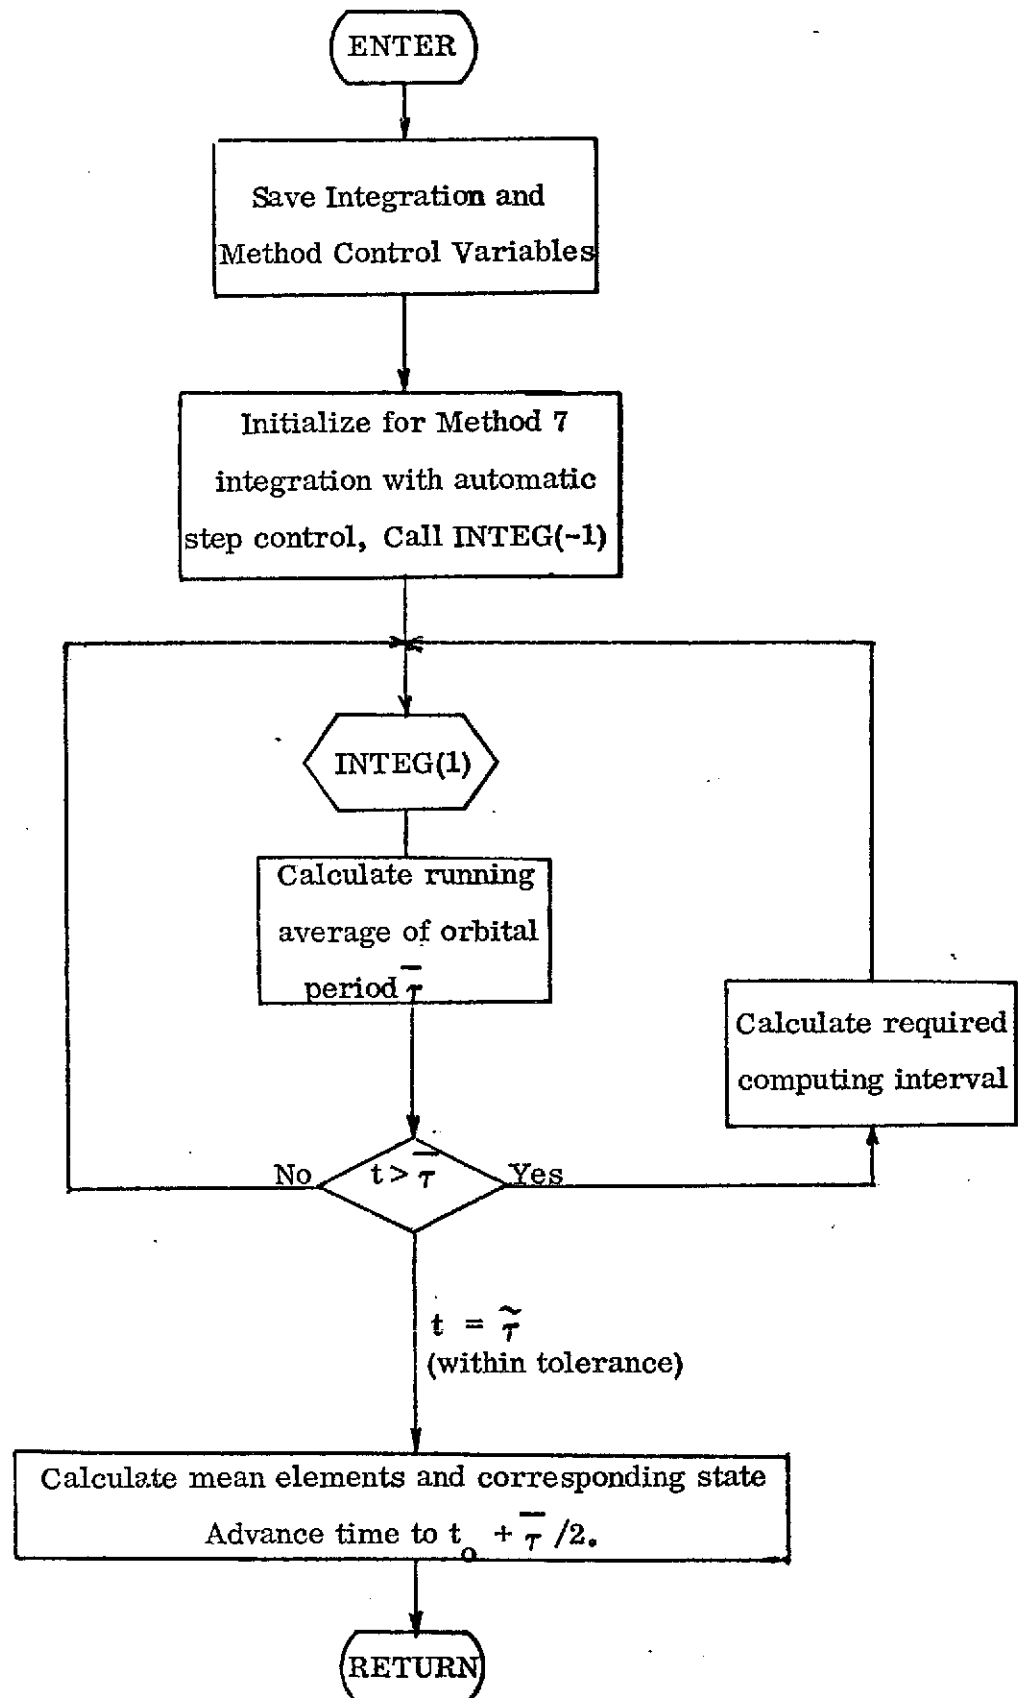 ENTER
Save Integration and
Method Control Variables
Initialize for Method 7
integration with automatic
step control, Call INTEG(-1)
INTEG(1)
Calculate running
average of orbital
period τ̅
Calculate required
computing interval
No
t > τ̅
Yes
t = τ̃
(within tolerance)
Calculate mean elements and corresponding state
Advance time to t₀ + τ̅ /2.
RETURN